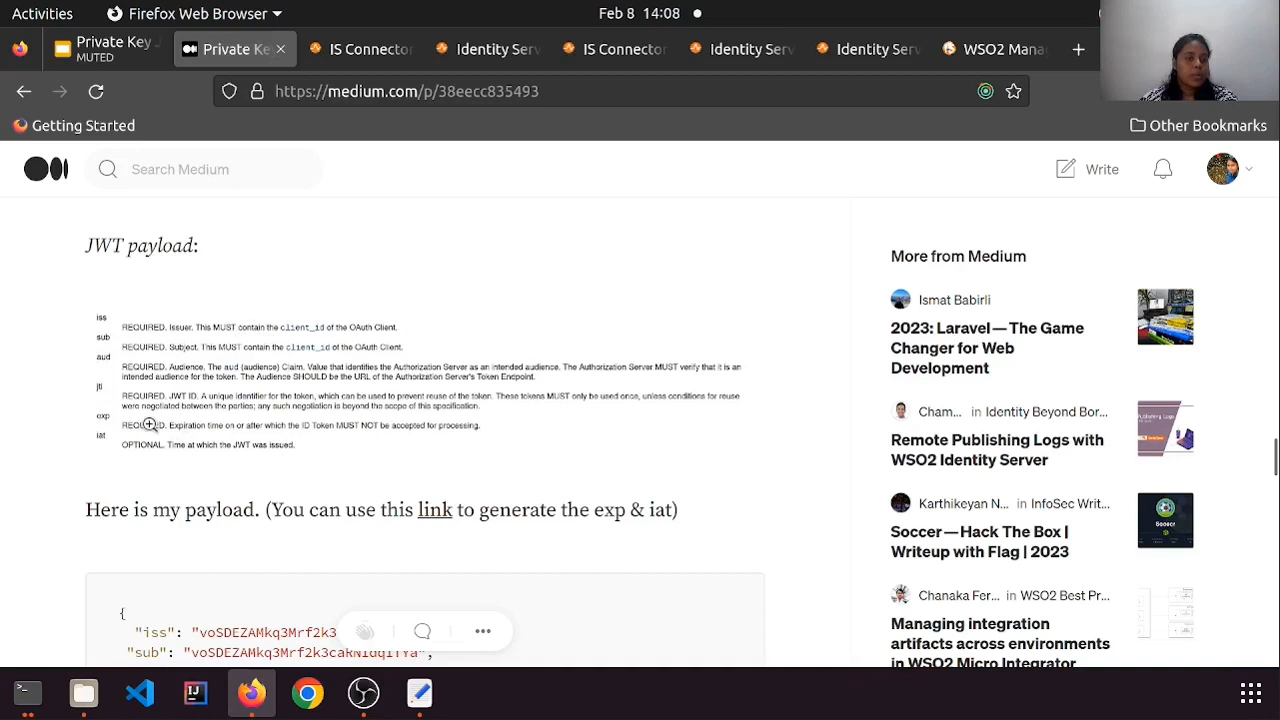 Activities
Firefox Web Browser
Feb 8 14:08
Private Key
MUTED
Private Ke
IS Connector
Identity Serv
IS Connector
Identity Serv
Identity Serv
WSO2 Mana
https://medium.com/p/38eecc835493
Getting Started
Other Bookmarks
Search Medium
Write
JWT payload:
iss
REQUIRED. Issuer. This MUST contain the client_id of the OAuth Client.
sub
REQUIRED. Subject. This MUST contain the client_id of the OAuth Client.
aud
REQUIRED. Audience. The aud (audience) Claim. Value that identifies the Authorization Server as an intended audience. The Authorization Server MUST verify that it is an
intended audience for the token. The Audience SHOULD be the URL of the Authorization Server's Token Endpoint.
jti
REQUIRED. JWT ID. A unique identifier for the token, which can be used to prevent reuse of the token. These tokens MUST only be used once, unless conditions for reuse
were negotiated between the parties; any such negotiation is beyond the scope of this specification.
exp
REQUIRED. Expiration time on or after which the ID Token MUST NOT be accepted for processing.
iat
OPTIONAL. Time at which the JWT was issued.
Here is my payload. (You can use this link to generate the exp & iat)
{
"iss": "voSDEZAMkq3Mrf2k3
"sub": "voSDEZAMkq3Mrf2k3caRNIdqIfYa",
More from Medium
Ismat Babirli
2023: Laravel — The Game
Changer for Web
Development
Cham... in Identity Beyond Bor...
Remote Publishing Logs with
WSO2 Identity Server
Karthikeyan N... in InfoSec Writ...
Soccer — Hack The Box |
Writeup with Flag | 2023
Chanaka Fer... in WSO2 Best Pr...
Managing integration
artifacts across environments
in WSO2 Micro Integrator